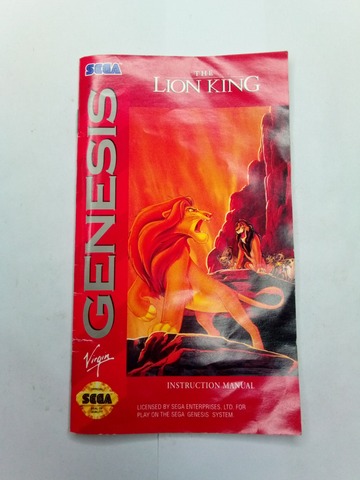 SEGA
THE
LION KING
GENESIS
Virgin
INSTRUCTION MANUAL
LICENSED BY SEGA ENTERPRISES, LTD. FOR
PLAY ON THE SEGA GENESIS SYSTEM.
SEGA